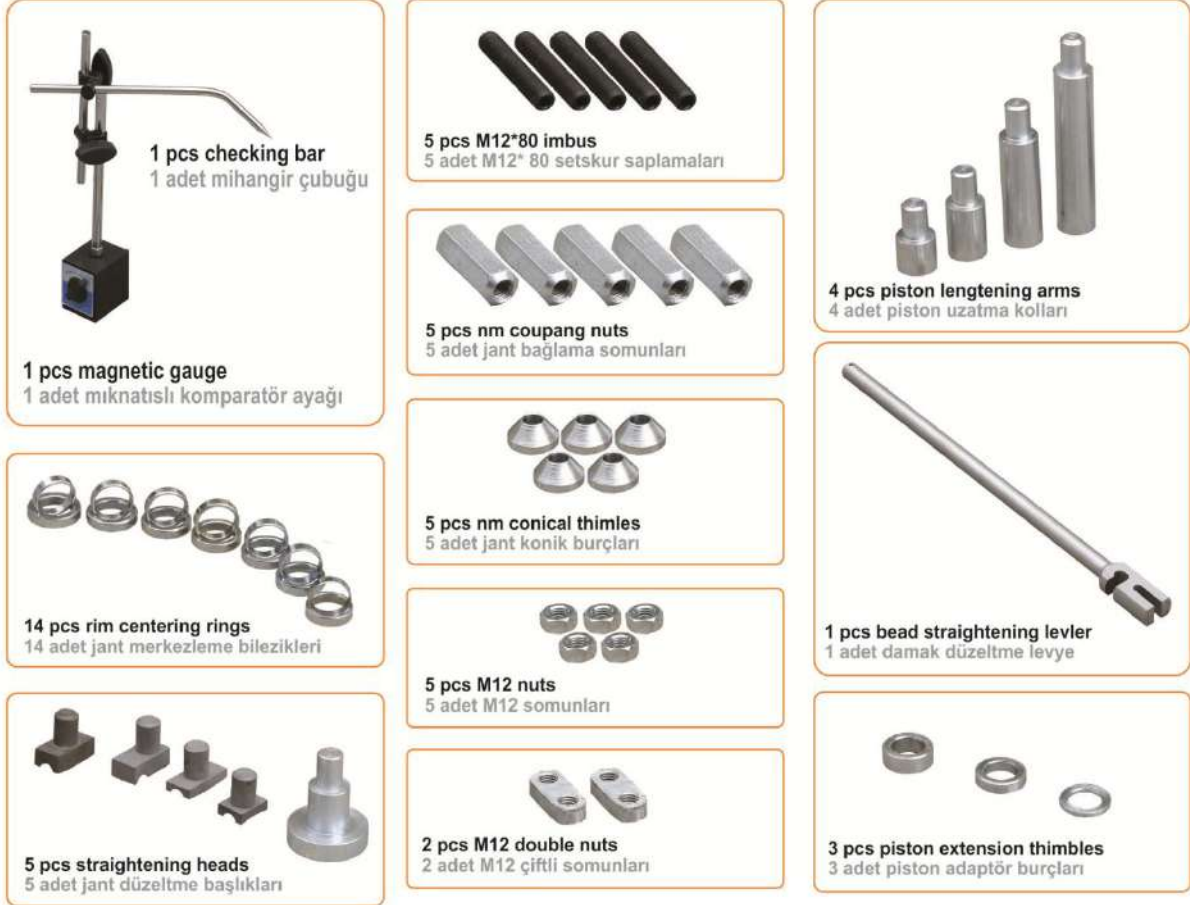 1 pcs checking bar
1 adet mihangir çubuğu
1 pcs magnetic gauge
1 adet mıknatıslı komparatör ayağı
14 pcs rim centering rings
14 adet jant merkezleme bilezikleri
5 pcs straightening heads
5 adet jant düzeltme başlıkları
5 pcs M12*80 imbus
5 adet M12* 80 setskur saplamaları
5 pcs nm coupang nuts
5 adet jant bağlama somunları
5 pcs nm conical thimles
5 adet jant konik burçları
5 pcs M12 nuts
5 adet M12 somunları
2 pcs M12 double nuts
2 adet M12 çiftli somunları
4 pcs piston lengtening arms
4 adet piston uzatma kolları
1 pcs bead straightening levler
1 adet damak düzeltme levye
3 pcs piston extension thimbles
3 adet piston adaptör burçları